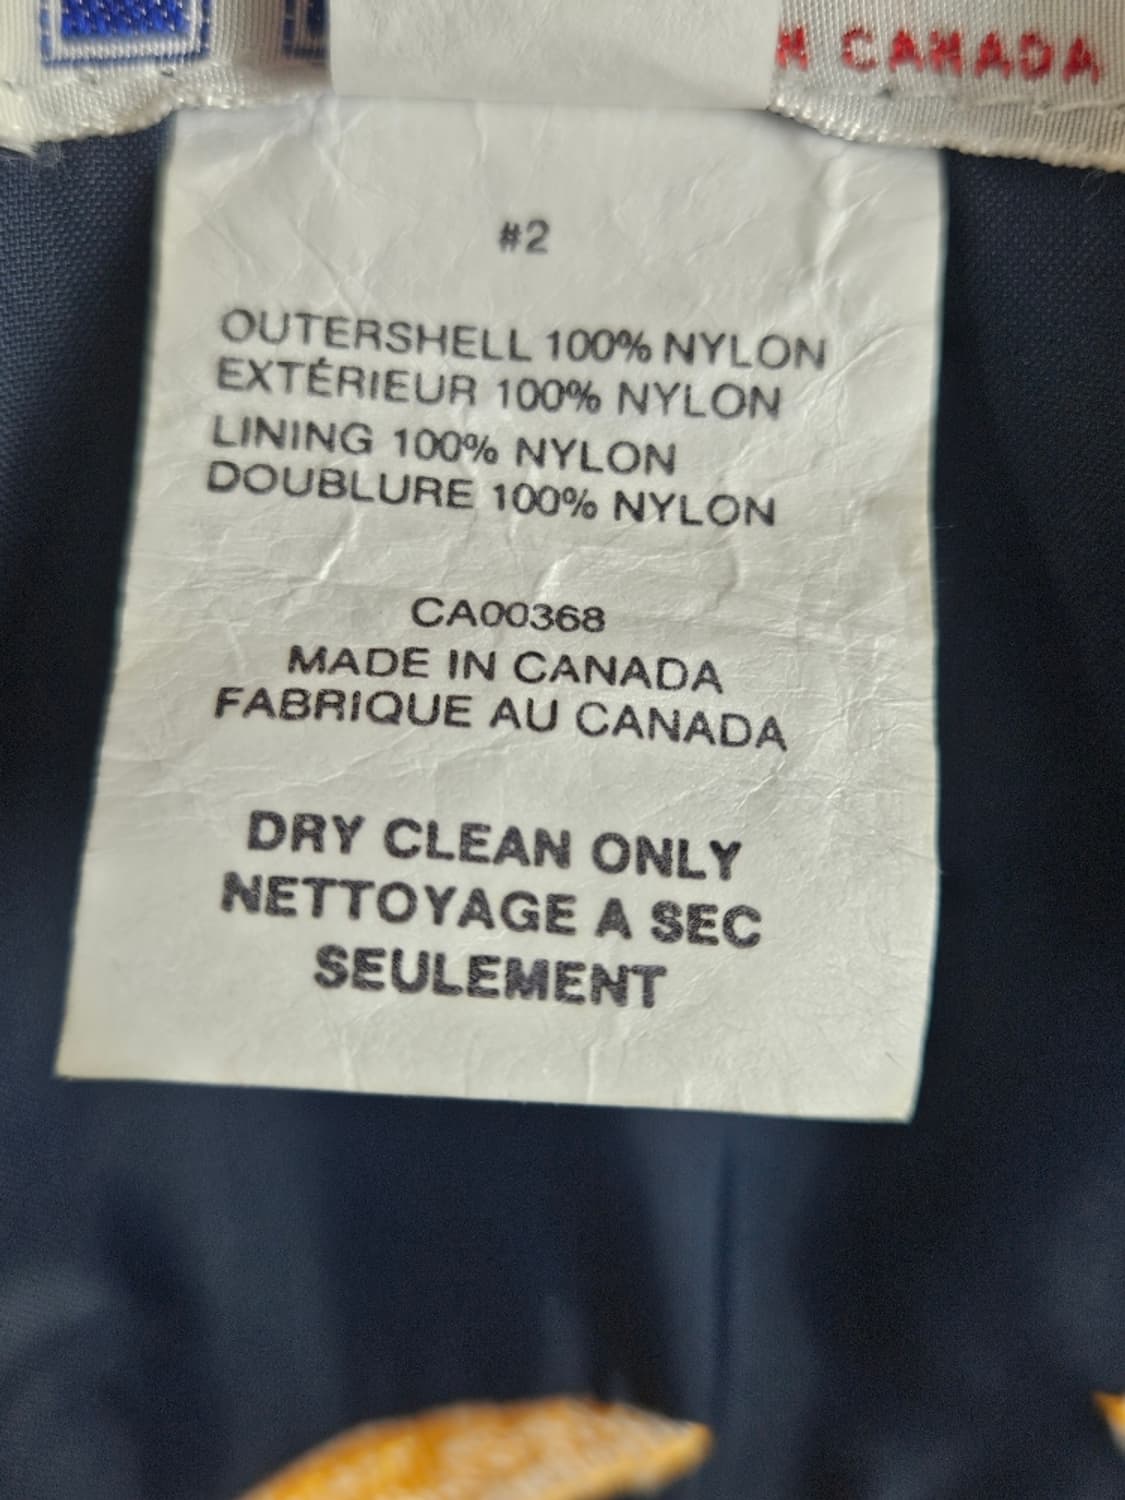 CANADA
#2
OUTERSHELL 100% NYLON
EXTÉRIEUR 100% NYLON
LINING 100% NYLON
DOUBLURE 100% NYLON
CA00368
MADE IN CANADA
FABRIQUE AU CANADA
DRY CLEAN ONLY
NETTOYAGE A SEC
SEULEMENT